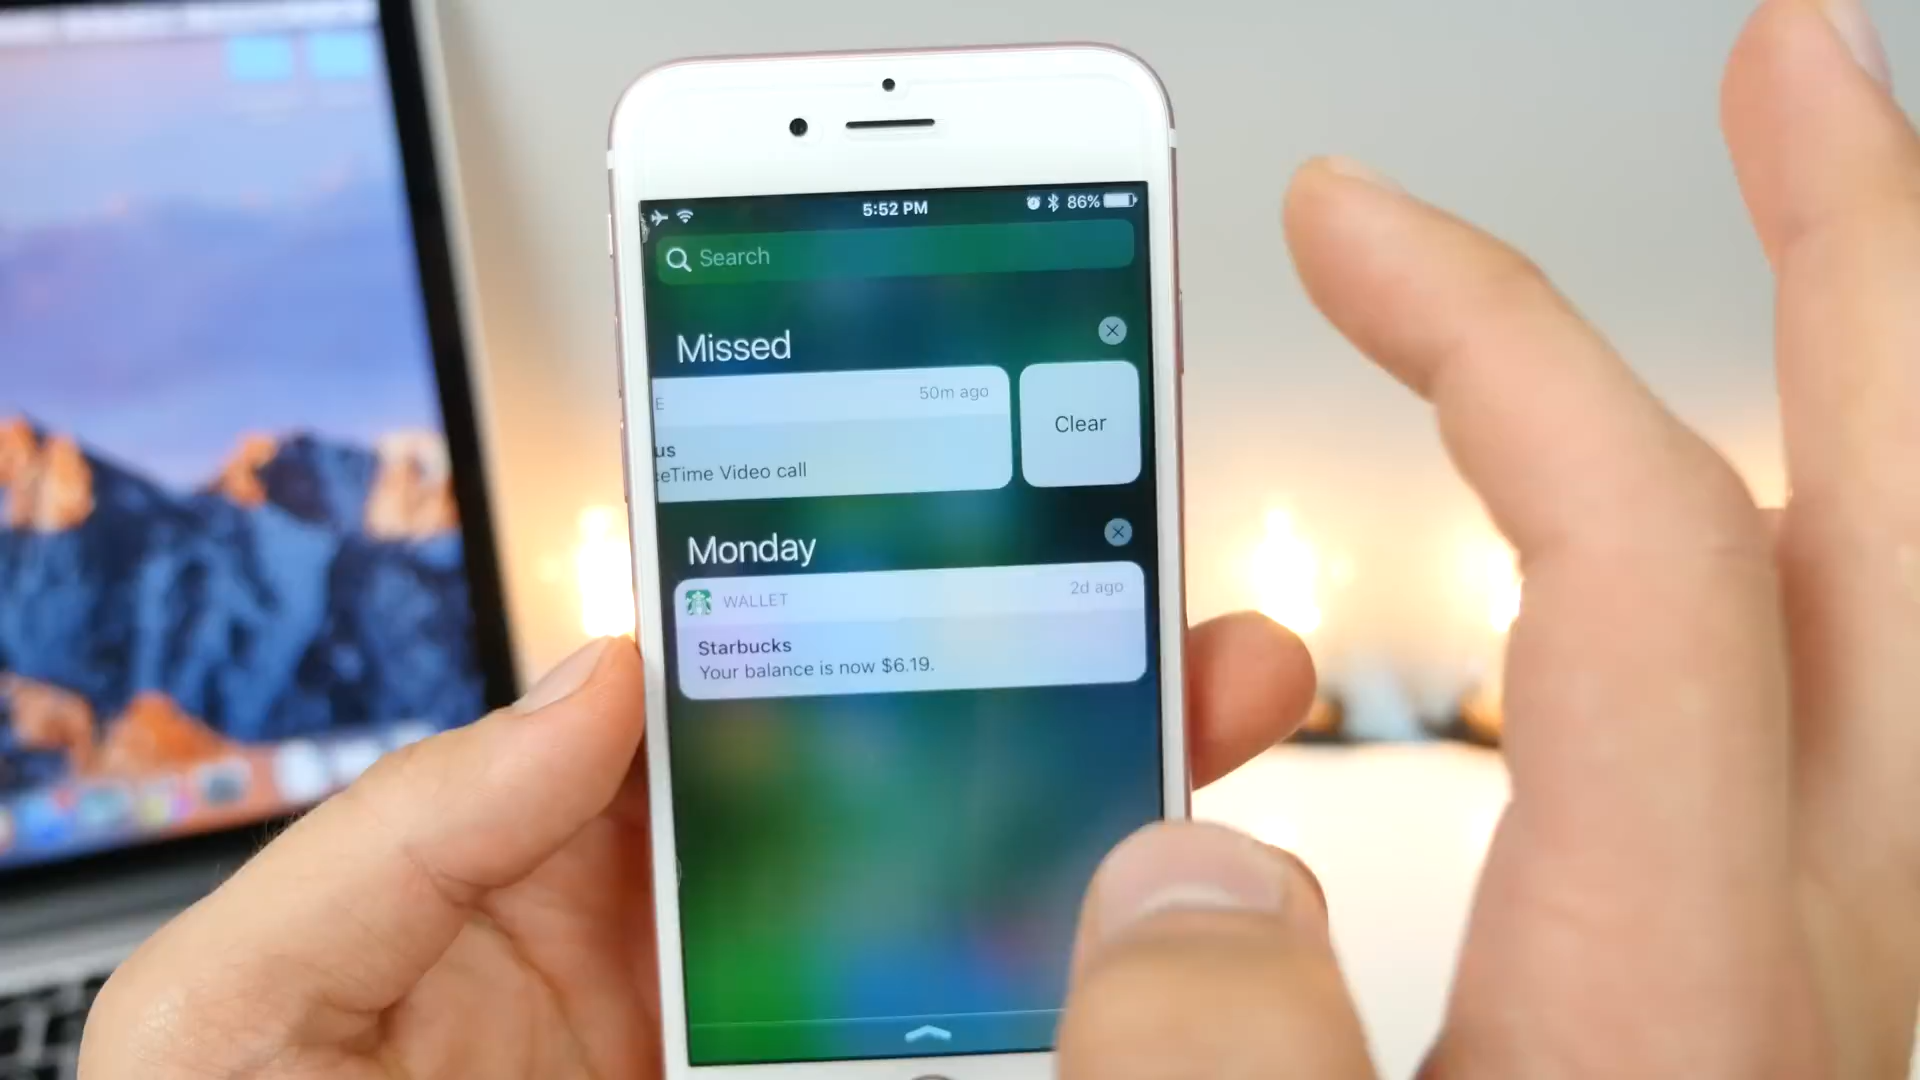 5:52 PM
86%
Search
Missed
E
50m ago
us
eTime Video call
Clear
Monday
WALLET
2d ago
Starbucks
Your balance is now $6.19.